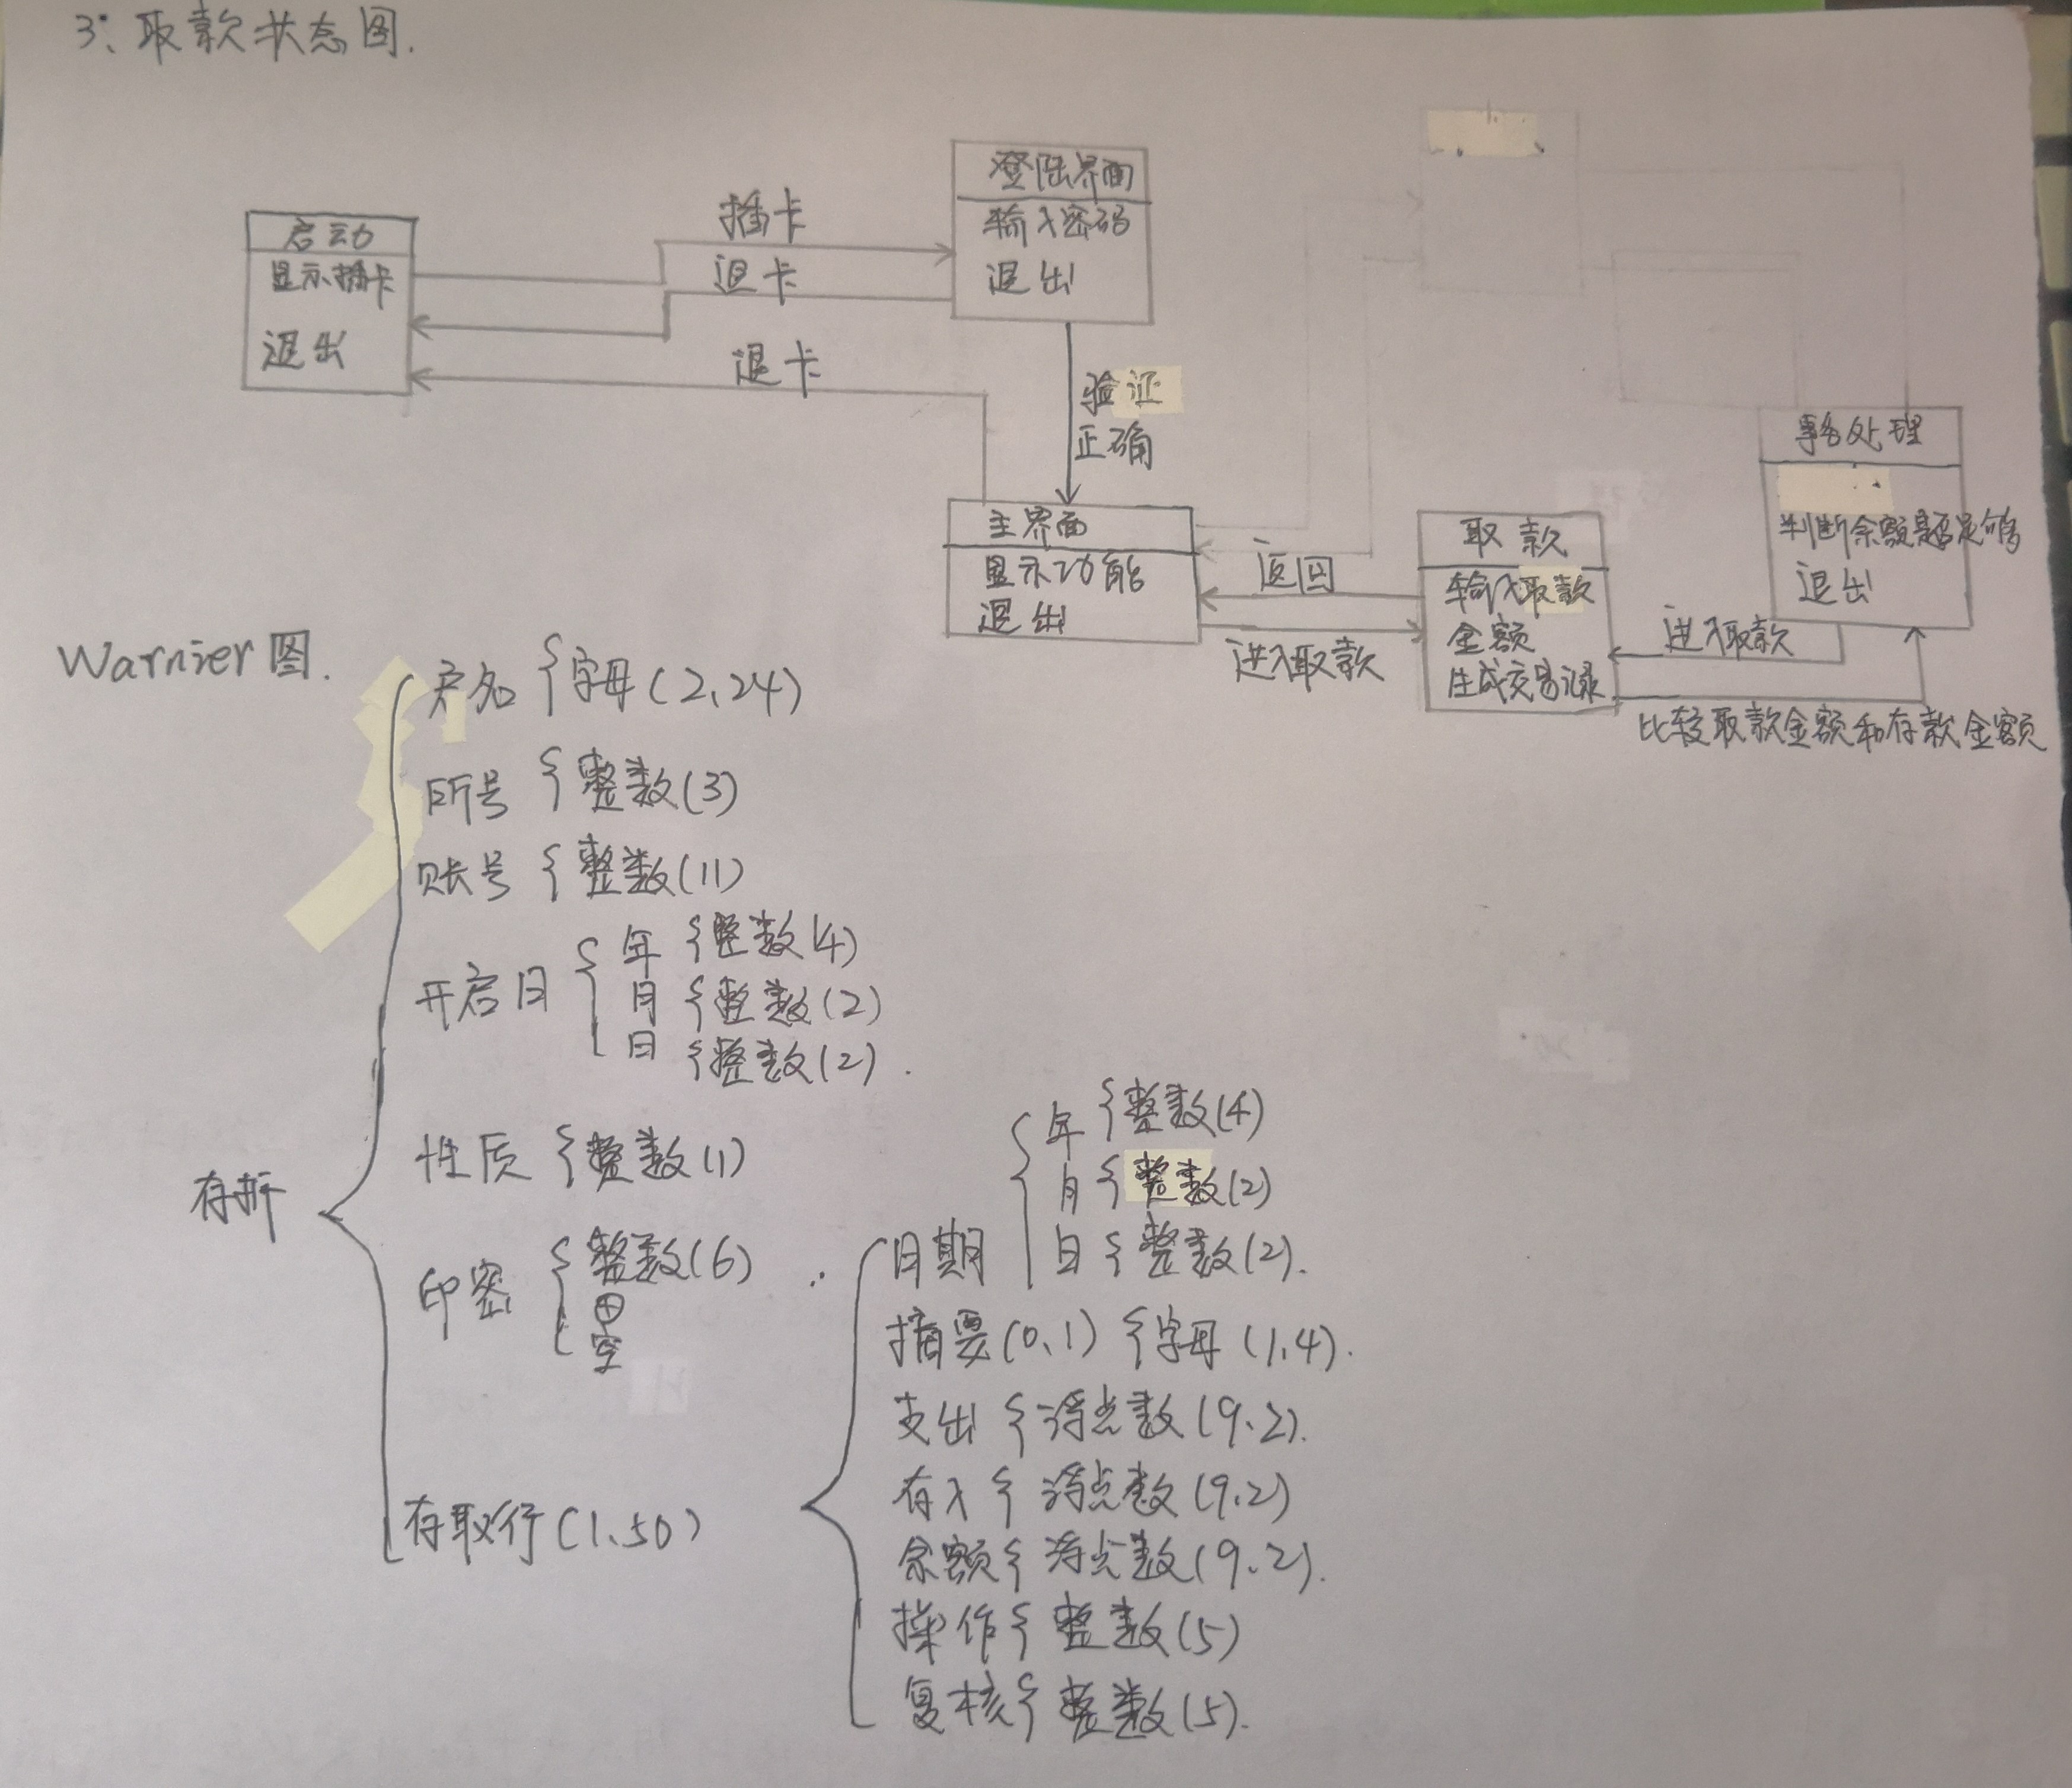 3、取款状态图.
启动
显示插卡
退出
插卡
退卡
退卡
登陆界面
输入密码
退出
验证
正确
主界面
显示功能
退出
返回
进入取款
取款
输入取款
金额
生成交易记录
事务处理
判断余额是否足够
退出
进入取款
比较取款金额和存款金额
Warnier图.
存折
户名{字母(2,24)
所号{整数(3)
账号{整数(11)
开启日{年{整数(4)
月{整数(2)
日{整数(2).
性质{整数(1)
印密{整数(6)
⊕
空
存取行(1,50)
日期{年{整数(4)
月{整数(2)
日{整数(2).
摘要(0,1){字母(1,4).
支出{浮点数(9.2).
存入{浮点数(9.2)
余额{浮点数(9.2).
操作{整数(5)
复核{整数(5).